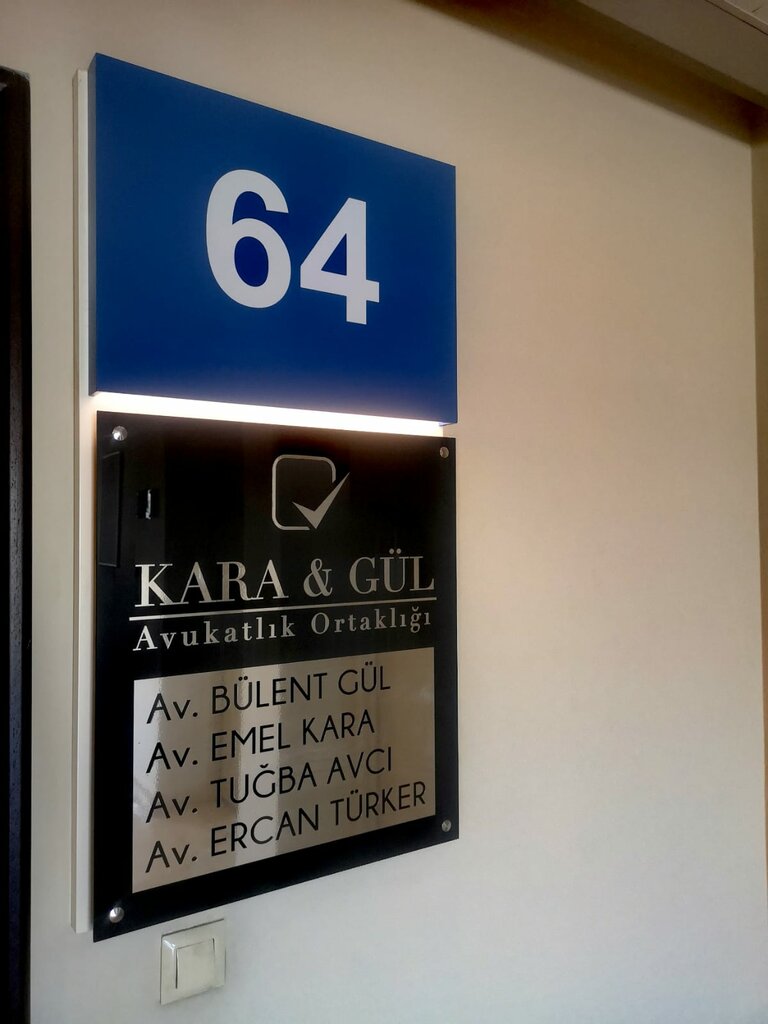 64
KARA & GÜL
Avukatlık Ortaklığı
Av. BÜLENT GÜL
Av. EMEL KARA
Av. TUĞBA AVCI
Av. ERCAN TÜRKER